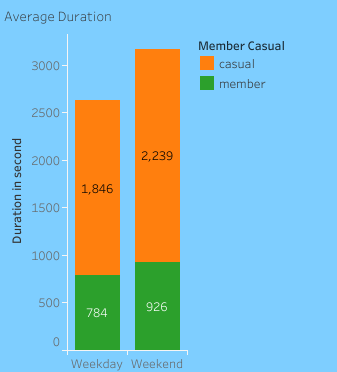 Average Duration
Member Casual
casual
member
Duration in second
3000
2500
2000
1500
1000
500
0
1,846
2,239
784
926
Weekday
Weekend